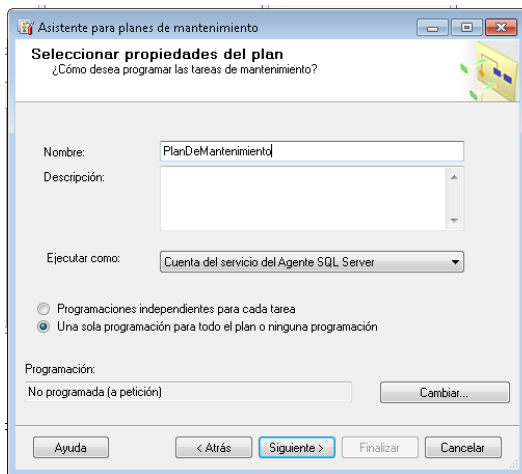 Asistente para planes de mantenimiento
Seleccionar propiedades del plan
¿Cómo desea programar las tareas de mantenimiento?
Nombre:
PlanDeMantenimiento
Descripción:
Ejecutar como:
Cuenta del servicio del Agente SQL Server
Programaciones independientes para cada tarea
Una sola programación para todo el plan o ninguna programación
Programación:
No programada (a petición)
Cambiar...
Ayuda
< Atrás
Siguiente >
Finalizar
Cancelar